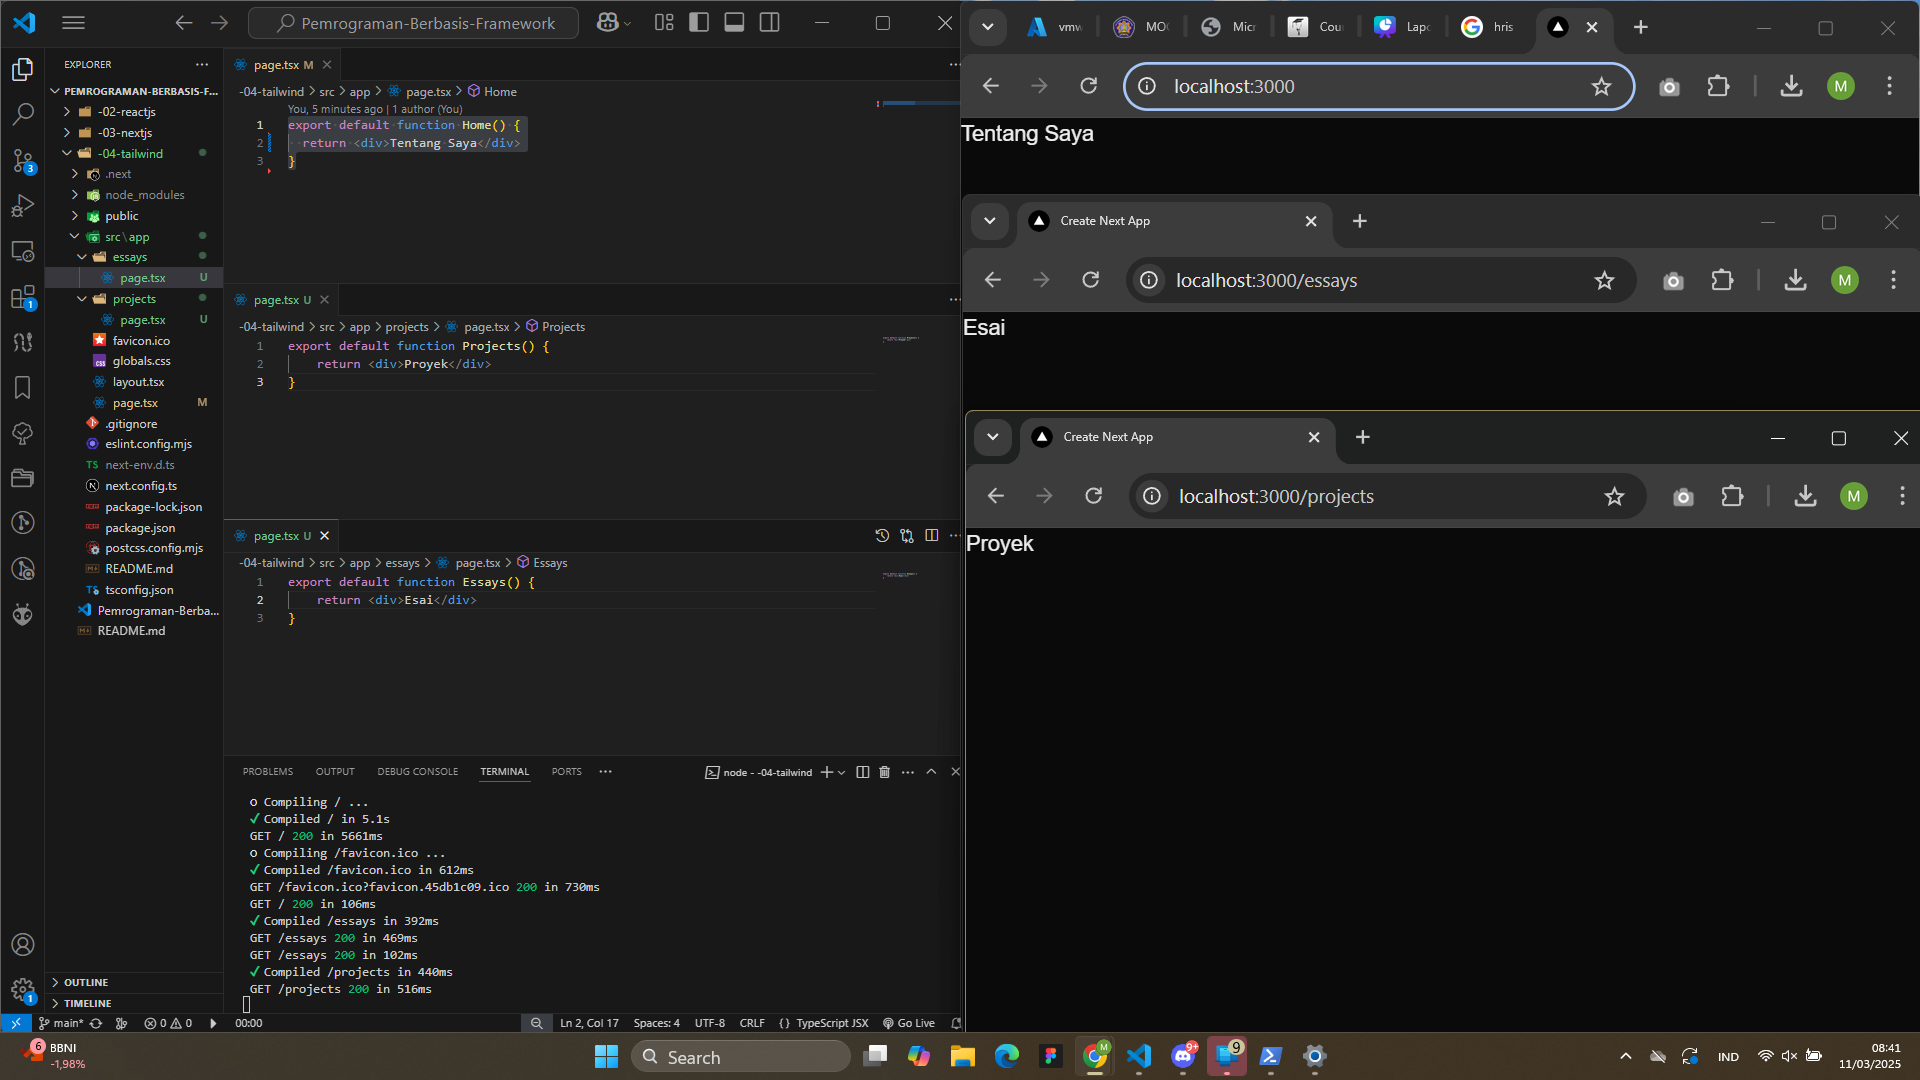 Pemrograman-Berbasis-Framework
EXPLORER
PEMROGRAMAN-BERBASIS-F...
-02-reactjs
-03-nextjs
-04-tailwind
.next
node_modules
public
src\app
essays
page.tsx U
projects
page.tsx U
favicon.ico
globals.css
layout.tsx
page.tsx M
.gitignore
eslint.config.mjs
next-env.d.ts
next.config.ts
package-lock.json
package.json
postcss.config.mjs
README.md
tsconfig.json
Pemrograman-Berba...
README.md
OUTLINE
TIMELINE
page.tsx M
-04-tailwind > src > app > page.tsx > Home
You, 5 minutes ago | 1 author (You)
1 export default function Home() {
2 return <div>Tentang Saya</div>
3 }
page.tsx U
-04-tailwind > src > app > projects > page.tsx > Projects
1 export default function Projects() {
2 return <div>Proyek</div>
3 }
page.tsx U
-04-tailwind > src > app > essays > page.tsx > Essays
1 export default function Essays() {
2 return <div>Esai</div>
3 }
PROBLEMS OUTPUT DEBUG CONSOLE TERMINAL PORTS
node - -04-tailwind
o Compiling / ...
✓ Compiled / in 5.1s
GET / 200 in 5661ms
o Compiling /favicon.ico ...
✓ Compiled /favicon.ico in 612ms
GET /favicon.ico?favicon.45db1c09.ico 200 in 730ms
GET / 200 in 106ms
✓ Compiled /essays in 392ms
GET /essays 200 in 469ms
GET /essays 200 in 102ms
✓ Compiled /projects in 440ms
GET /projects 200 in 516ms
main* 0 0 00:00 Ln 2, Col 17 Spaces: 4 UTF-8 CRLF {} TypeScript JSX Go Live
vmw MOC Micr Cou Lapo hris
localhost:3000
M
Tentang Saya
Create Next App
localhost:3000/essays
M
Esai
Create Next App
localhost:3000/projects
M
Proyek
6
BBNI
-1,98%
Search
9+
9
IND
08:41
11/03/2025